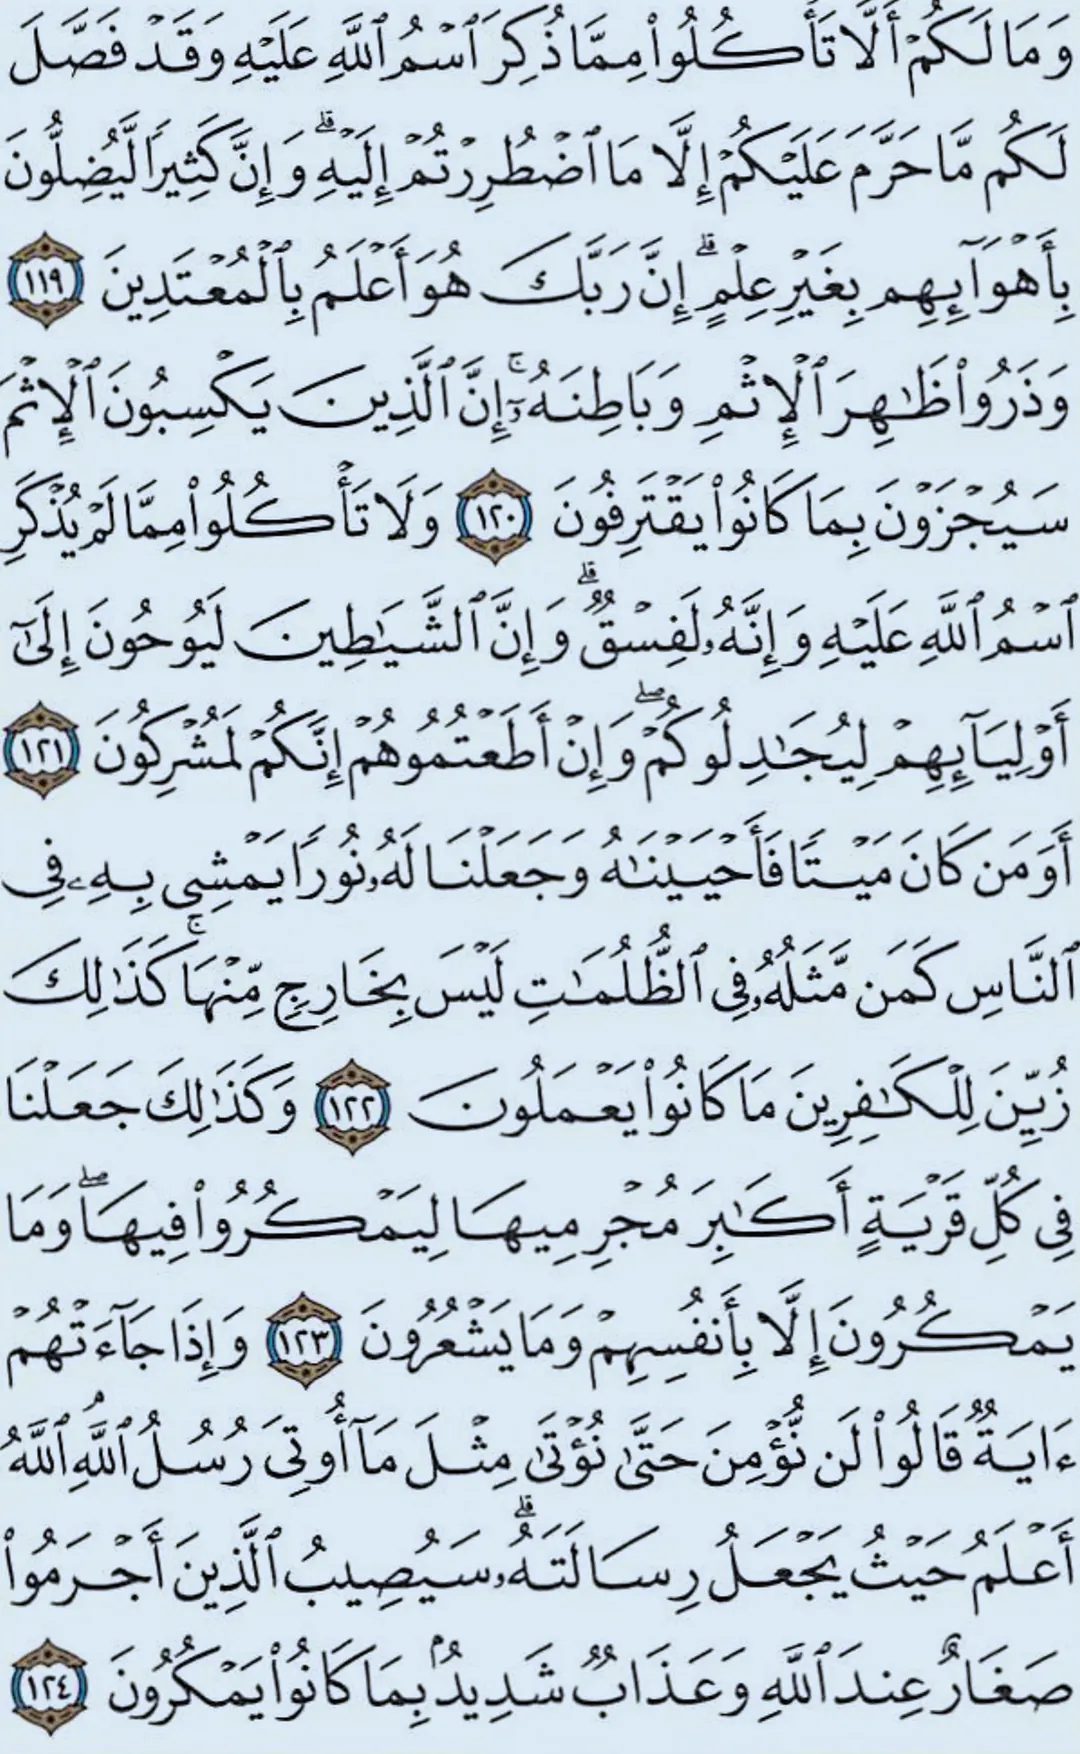 وَمَا لَكُمْ أَلَّا تَأْكُلُوا۟ مِمَّا ذُكِرَ ٱسْمُ ٱللَّهِ عَلَيْهِ وَقَدْ فَصَّلَ
لَكُم مَّا حَرَّمَ عَلَيْكُمْ إِلَّا مَا ٱضْطُرِرْتُمْ إِلَيْهِ ۗ وَإِنَّ كَثِيرًا لَّيُضِلُّونَ
بِأَهْوَآئِهِم بِغَيْرِ عِلْمٍ ۗ إِنَّ رَبَّكَ هُوَ أَعْلَمُ بِٱلْمُعْتَدِينَ ١١٩
وَذَرُوا۟ ظَـٰهِرَ ٱلْإِثْمِ وَبَاطِنَهُۥٓ ۚ إِنَّ ٱلَّذِينَ يَكْسِبُونَ ٱلْإِثْمَ
سَيُجْزَوْنَ بِمَا كَانُوا۟ يَقْتَرِفُونَ ١٢٠ وَلَا تَأْكُلُوا۟ مِمَّا لَمْ يُذْكَرِ
ٱسْمُ ٱللَّهِ عَلَيْهِ وَإِنَّهُۥ لَفِسْقٌ ۗ وَإِنَّ ٱلشَّيَـٰطِينَ لَيُوحُونَ إِلَىٰٓ
أَوْلِيَآئِهِمْ لِيُجَـٰدِلُوكُمْ ۖ وَإِنْ أَطَعْتُمُوهُمْ إِنَّكُمْ لَمُشْرِكُونَ ١٢١
أَوَمَن كَانَ مَيْتًا فَأَحْيَيْنَـٰهُ وَجَعَلْنَا لَهُۥ نُورًا يَمْشِى بِهِۦ فِى
ٱلنَّاسِ كَمَن مَّثَلُهُۥ فِى ٱلظُّلُمَـٰتِ لَيْسَ بِخَارِجٍ مِّنْهَا ۚ كَذَٰلِكَ
زُيِّنَ لِلْكَـٰفِرِينَ مَا كَانُوا۟ يَعْمَلُونَ ١٢٢ وَكَذَٰلِكَ جَعَلْنَا
فِى كُلِّ قَرْيَةٍ أَكَـٰبِرَ مُجْرِمِيهَا لِيَمْكُرُوا۟ فِيهَا ۖ وَمَا
يَمْكُرُونَ إِلَّا بِأَنفُسِهِمْ وَمَا يَشْعُرُونَ ١٢٣ وَإِذَا جَآءَتْهُمْ
ءَايَةٌ قَالُوا۟ لَن نُّؤْمِنَ حَتَّىٰ نُؤْتَىٰ مِثْلَ مَآ أُوتِىَ رُسُلُ ٱللَّهِ ۘ ٱللَّهُ
أَعْلَمُ حَيْثُ يَجْعَلُ رِسَالَتَهُۥ ۗ سَيُصِيبُ ٱلَّذِينَ أَجْرَمُوا۟
صَغَارٌ عِندَ ٱللَّهِ وَعَذَابٌ شَدِيدٌۢ بِمَا كَانُوا۟ يَمْكُرُونَ ١٢٤